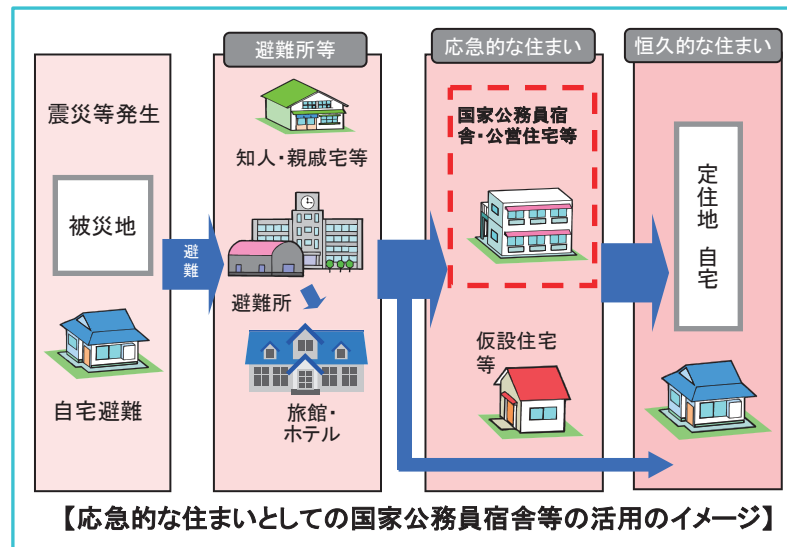 震災等発生
被災地
自宅避難
避難
避難所等
知人・親戚宅等
避難所
旅館・
ホテル
応急的な住まい
国家公務員宿
舎・公営住宅等
仮設住宅
等
恒久的な住まい
定住地 自宅
【応急的な住まいとしての国家公務員宿舎等の活用のイメージ】